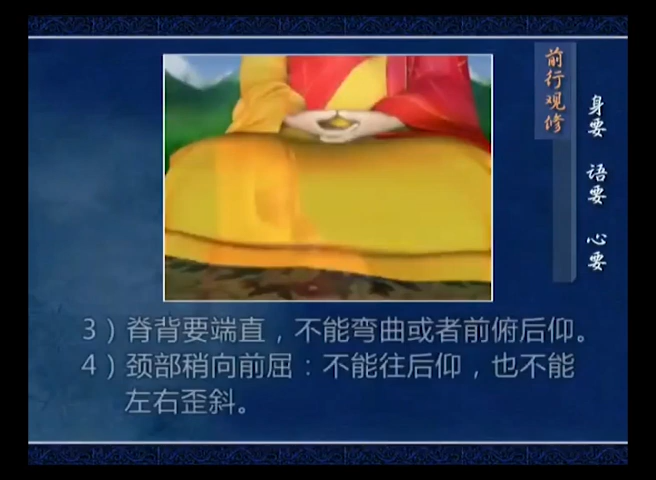 前行观修
身要 语要 心要
3）脊背要端直，不能弯曲或者前俯后仰。
4）颈部稍向前屈：不能往后仰，也不能
左右歪斜。